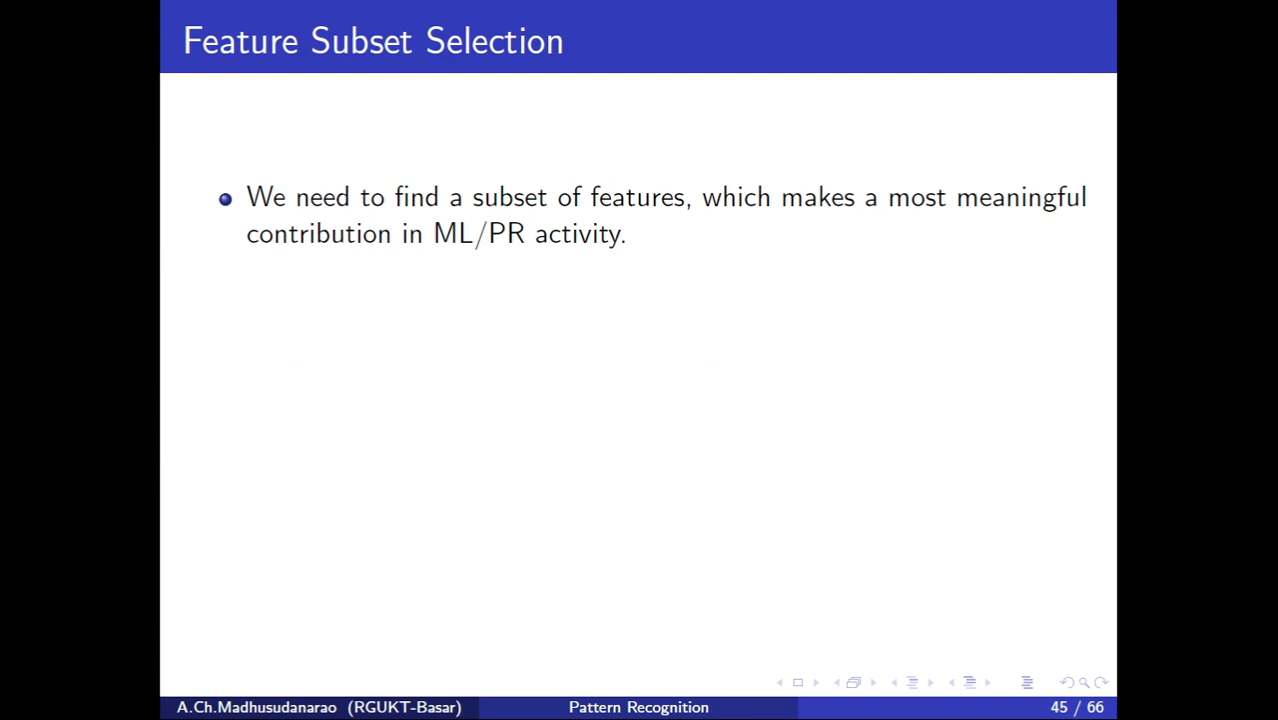 Feature Subset Selection
We need to find a subset of features, which makes a most meaningful
contribution in ML/PR activity.
A.Ch.Madhusudanarao (RGUKT-Basar) Pattern Recognition 45 / 66